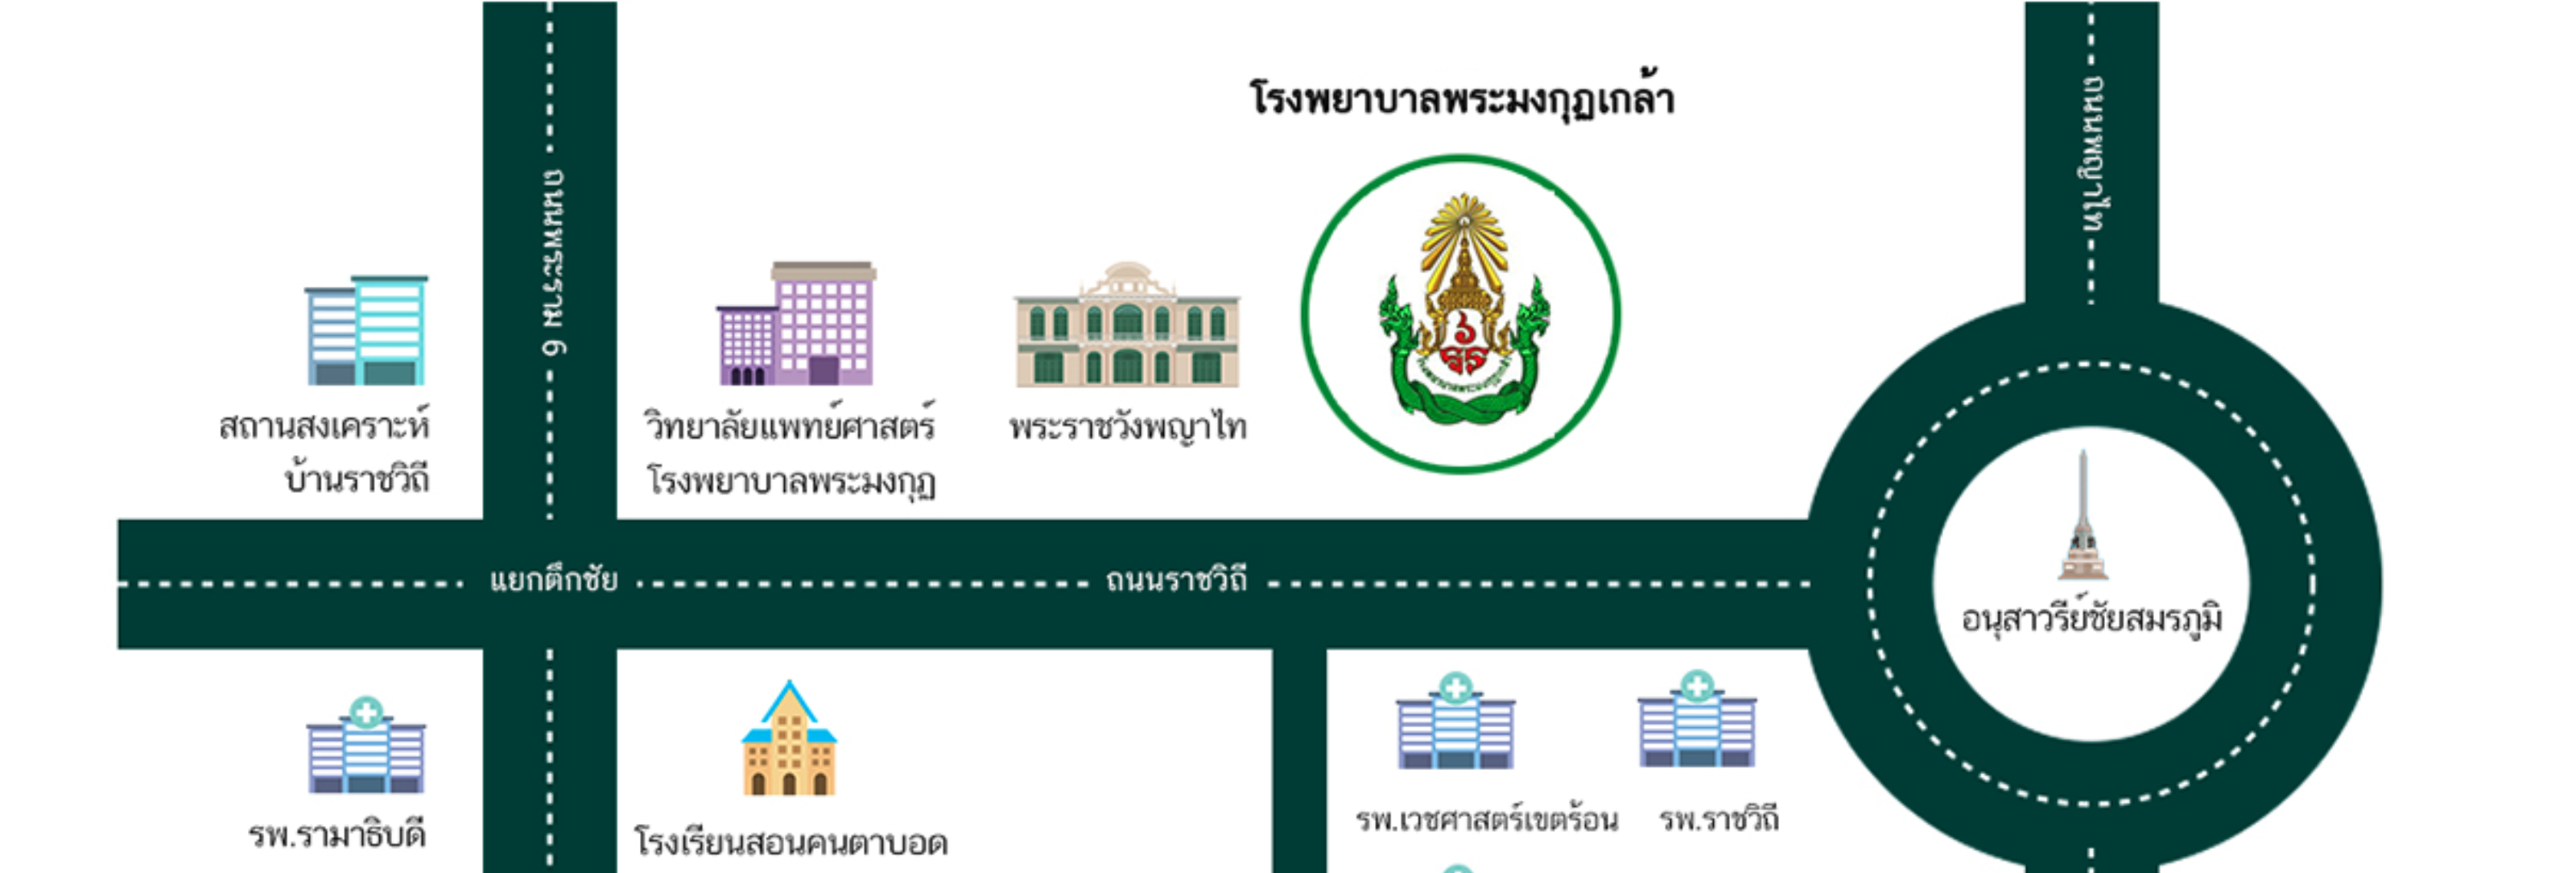 โรงพยาบาลพระมงกุฏเกล้า
ถนนพญาไท
ถนนพระราม 6
สถานสงเคราะห์
บ้านราชวิถี
วิทยาลัยแพทย์ศาสตร์
โรงพยาบาลพระมงกุฏ
พระราชวังพญาไท
แยกตึกชัย
ถนนราชวิถี
อนุสาวรีย์ชัยสมรภูมิ
รพ.รามาธิบดี
โรงเรียนสอนคนตาบอด
รพ.เวชศาสตร์เขตร้อน
รพ.ราชวิถี